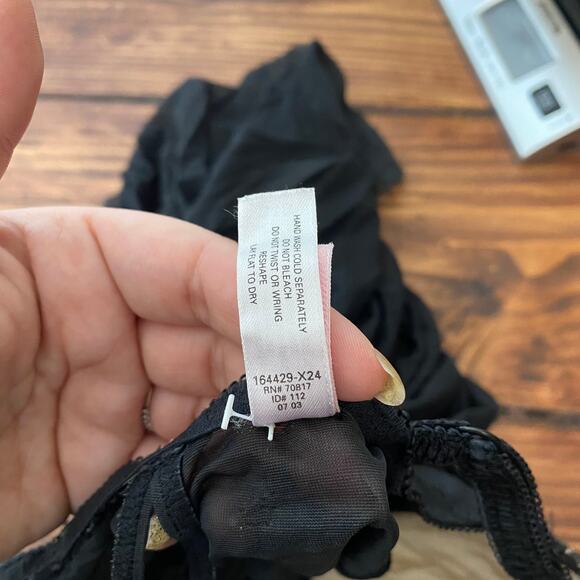 HAND WASH COLD SEPARATELY
DO NOT BLEACH
DO NOT TWIST OR WRING
RESHAPE
LAY FLAT TO DRY
164429-X24
RN# 70817
ID# 112
07 03